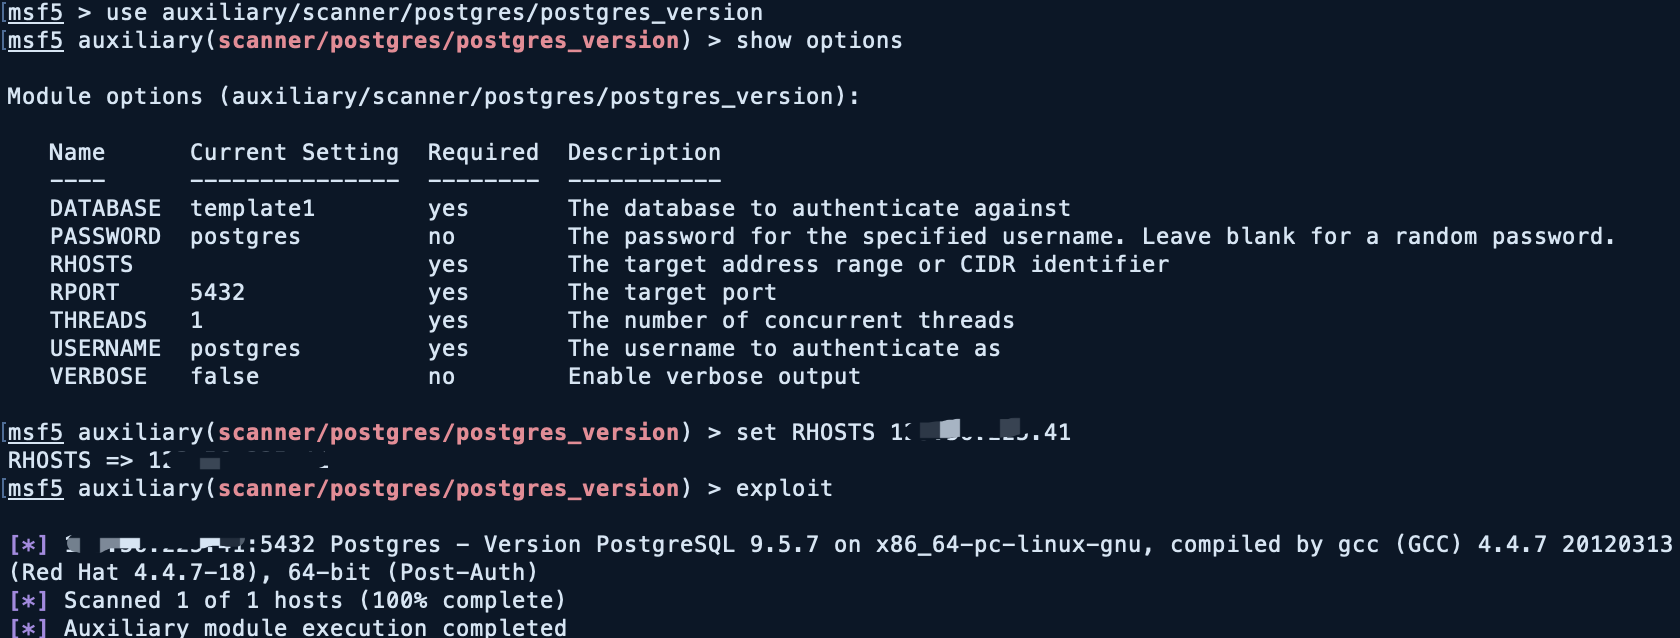 msf5 > use auxiliary/scanner/postgres/postgres_version
msf5 auxiliary(scanner/postgres/postgres_version) > show options
Module options (auxiliary/scanner/postgres/postgres_version):
Name Current Setting Required Description
---- --------------- -------- -----------
DATABASE template1 yes The database to authenticate against
PASSWORD postgres no The password for the specified username. Leave blank for a random password.
RHOSTS yes The target address range or CIDR identifier
RPORT 5432 yes The target port
THREADS 1 yes The number of concurrent threads
USERNAME postgres yes The username to authenticate as
VERBOSE false no Enable verbose output
msf5 auxiliary(scanner/postgres/postgres_version) > set RHOSTS .41
RHOSTS =>
msf5 auxiliary(scanner/postgres/postgres_version) > exploit
[*] :5432 Postgres - Version PostgreSQL 9.5.7 on x86_64-pc-linux-gnu, compiled by gcc (GCC) 4.4.7 20120313
(Red Hat 4.4.7-18), 64-bit (Post-Auth)
[*] Scanned 1 of 1 hosts (100% complete)
[*] Auxiliary module execution completed